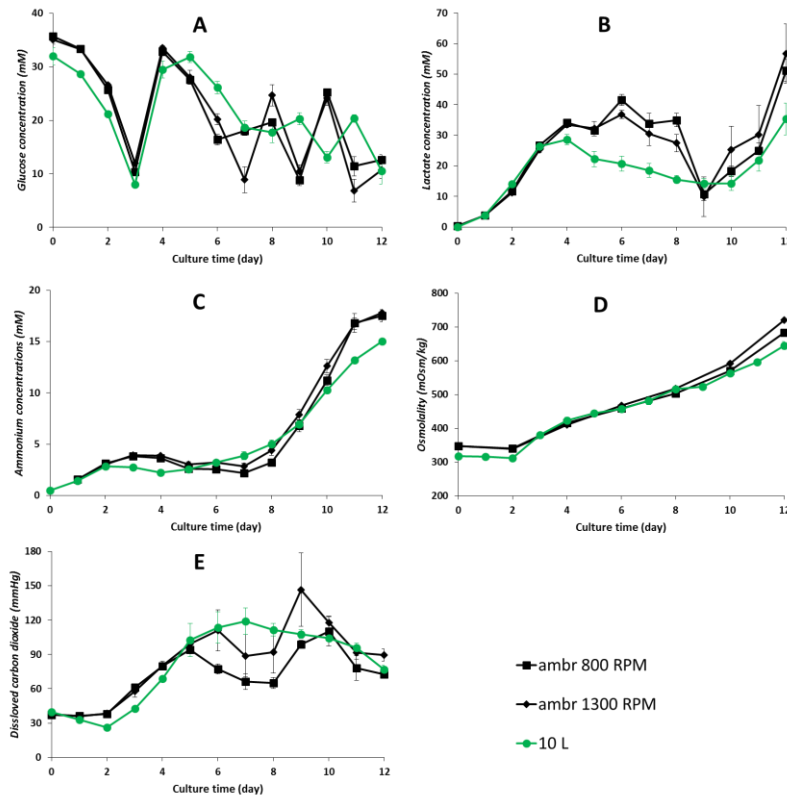 A
Glucose concentration (mM)
40
30
20
10
0
0 2 4 6 8 10 12
Culture time (day)
B
Lactate concentration (mM)
70
60
50
40
30
20
10
0
0 2 4 6 8 10 12
Culture time (day)
C
Ammonium concentrations (mM)
20
15
10
5
0
0 2 4 6 8 10 12
Culture time (day)
D
Osmolality (mOsm/kg)
800
700
600
500
400
300
200
0 2 4 6 8 10 12
Culture time (day)
E
Dissloved carbon dioxide (mmHg)
180
150
120
90
60
30
0
0 2 4 6 8 10 12
Culture time (day)
ambr 800 RPM
ambr 1300 RPM
10 L